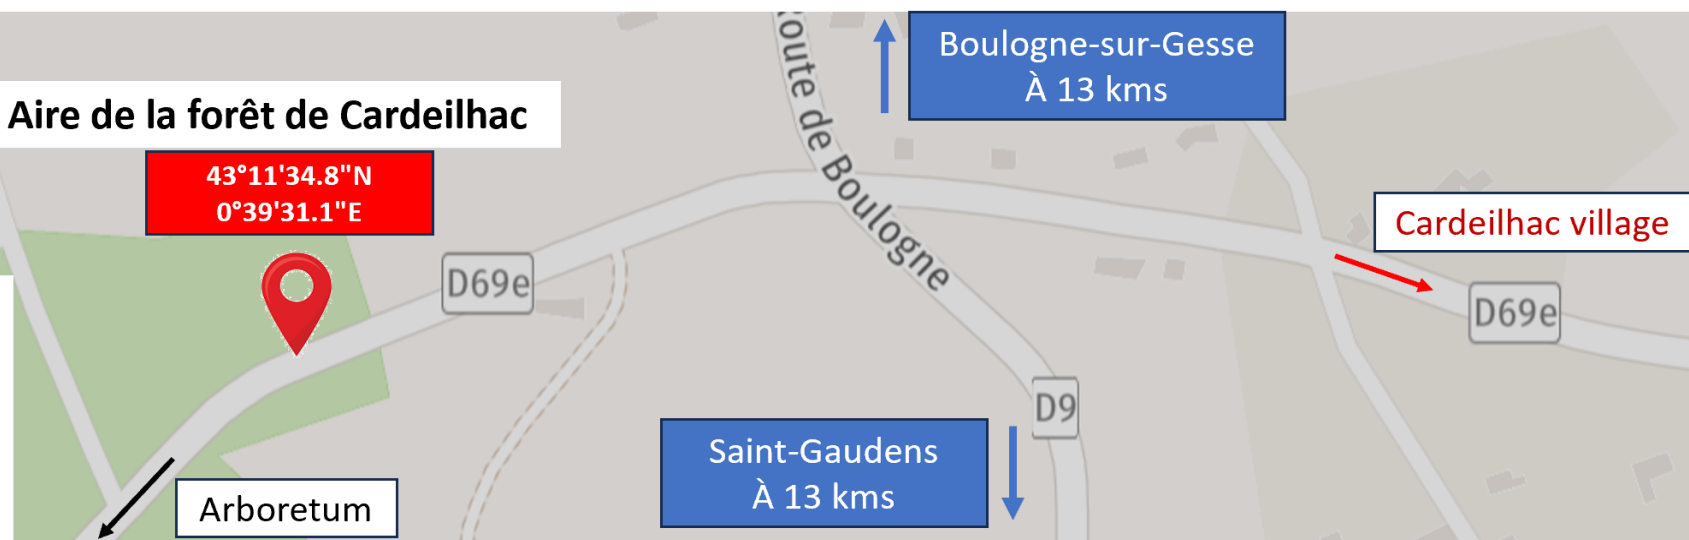 Boulogne-sur-Gesse
À 13 kms
Aire de la forêt de Cardeilhac
43°11'34.8"N
0°39'31.1"E
oute de Boulogne
Cardeilhac village
D69e
D69e
D9
Saint-Gaudens
À 13 kms
Arboretum